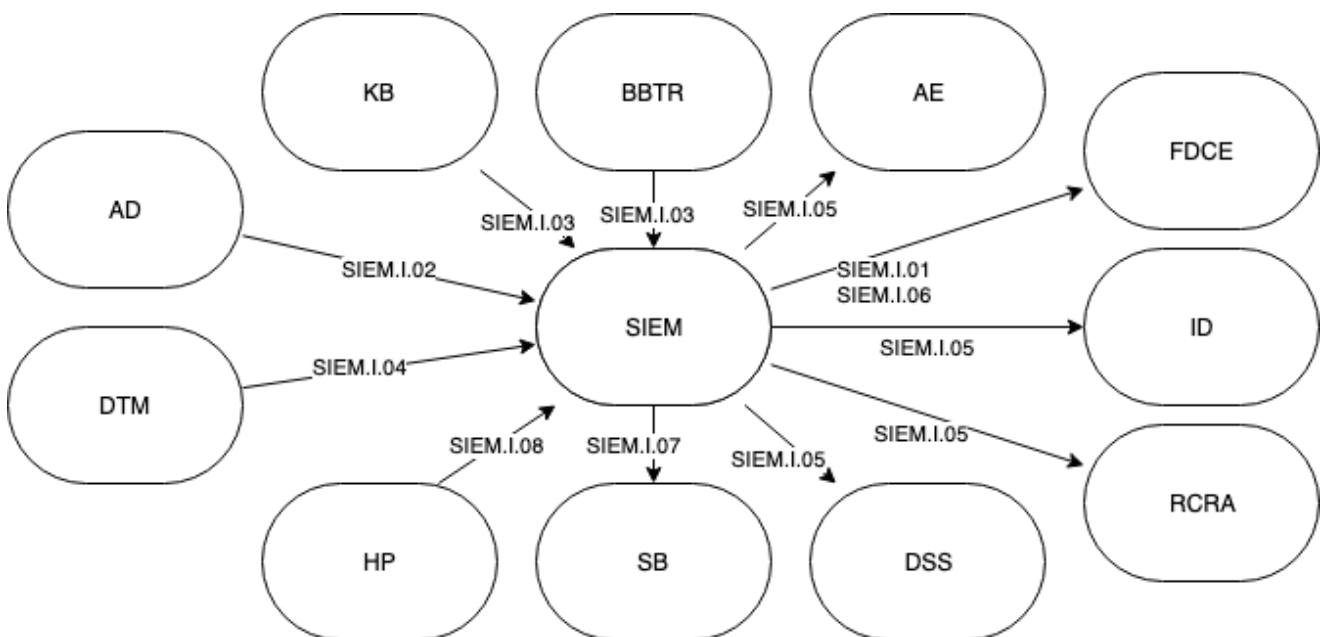 KB
BBTR
AE
FDCE
AD
SIEM.I.03
SIEM.I.03
SIEM.I.05
SIEM.I.02
SIEM.I.01
SIEM.I.06
SIEM
ID
SIEM.I.05
SIEM.I.04
DTM
SIEM.I.08
SIEM.I.07
SIEM.I.05
SIEM.I.05
RCRA
HP
SB
DSS